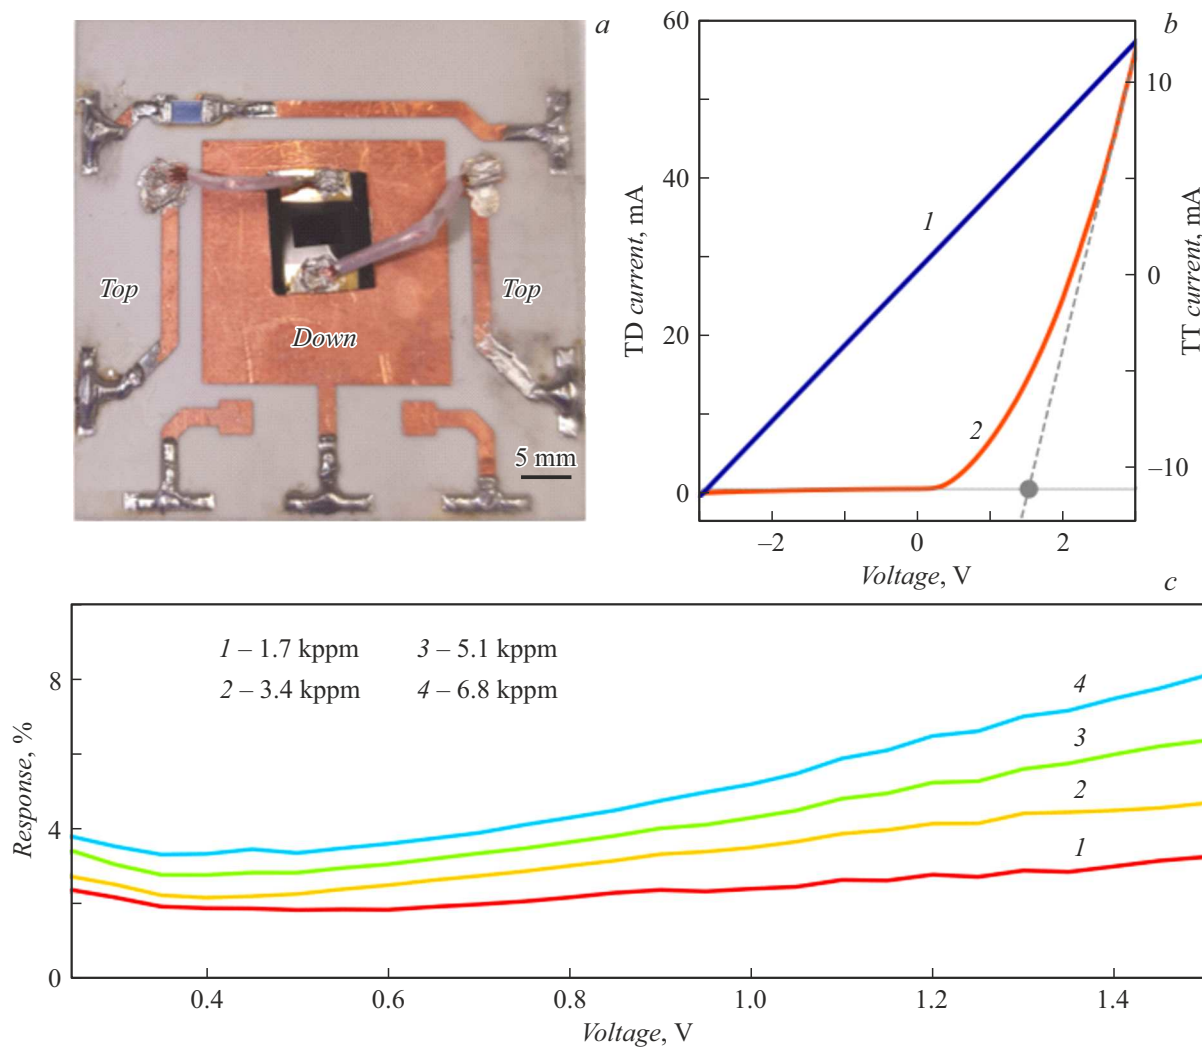 a
Top
Top
Down
5 mm
b
60
40
20
0
TD current, mA
10
0
–10
TT current, mA
1
2
–2
0
2
Voltage, V
c
1 – 1.7 kppm
3 – 5.1 kppm
2 – 3.4 kppm
4 – 6.8 kppm
8
4
0
Response, %
4
3
2
1
0.4
0.6
0.8
1.0
1.2
1.4
Voltage, V